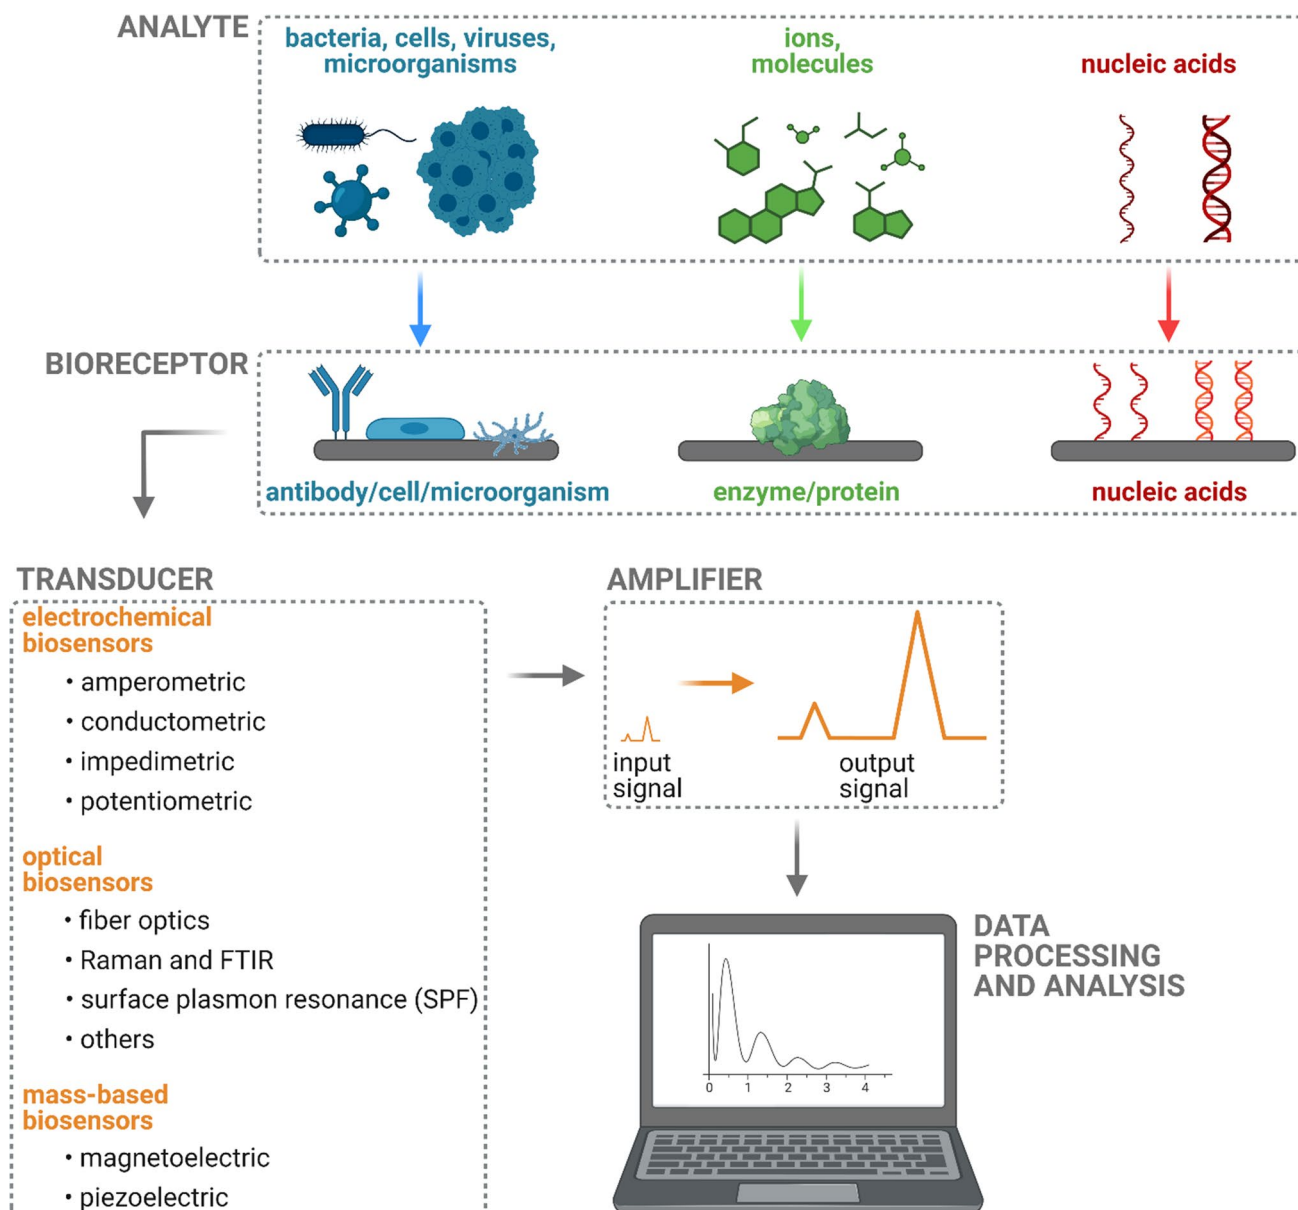 ANALYTE
bacteria, cells, viruses,
microorganisms
ions,
molecules
nucleic acids
BIORECEPTOR
antibody/cell/microorganism
enzyme/protein
nucleic acids
TRANSDUCER
electrochemical
biosensors
• amperometric
• conductometric
• impedimetric
• potentiometric
optical
biosensors
• fiber optics
• Raman and FTIR
• surface plasmon resonance (SPF)
• others
mass-based
biosensors
• magnetoelectric
• piezoelectric
AMPLIFIER
input
signal
output
signal
DATA
PROCESSING
AND ANALYSIS
0 1 2 3 4